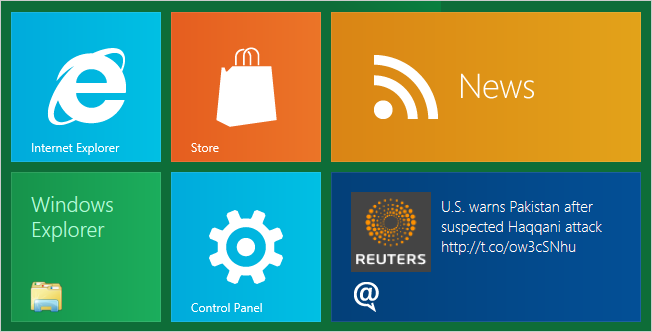 Internet Explorer
Store
News
Windows
Explorer
Control Panel
REUTERS
U.S. warns Pakistan after
suspected Haqqani attack
http://t.co/ow3cSNhu
@